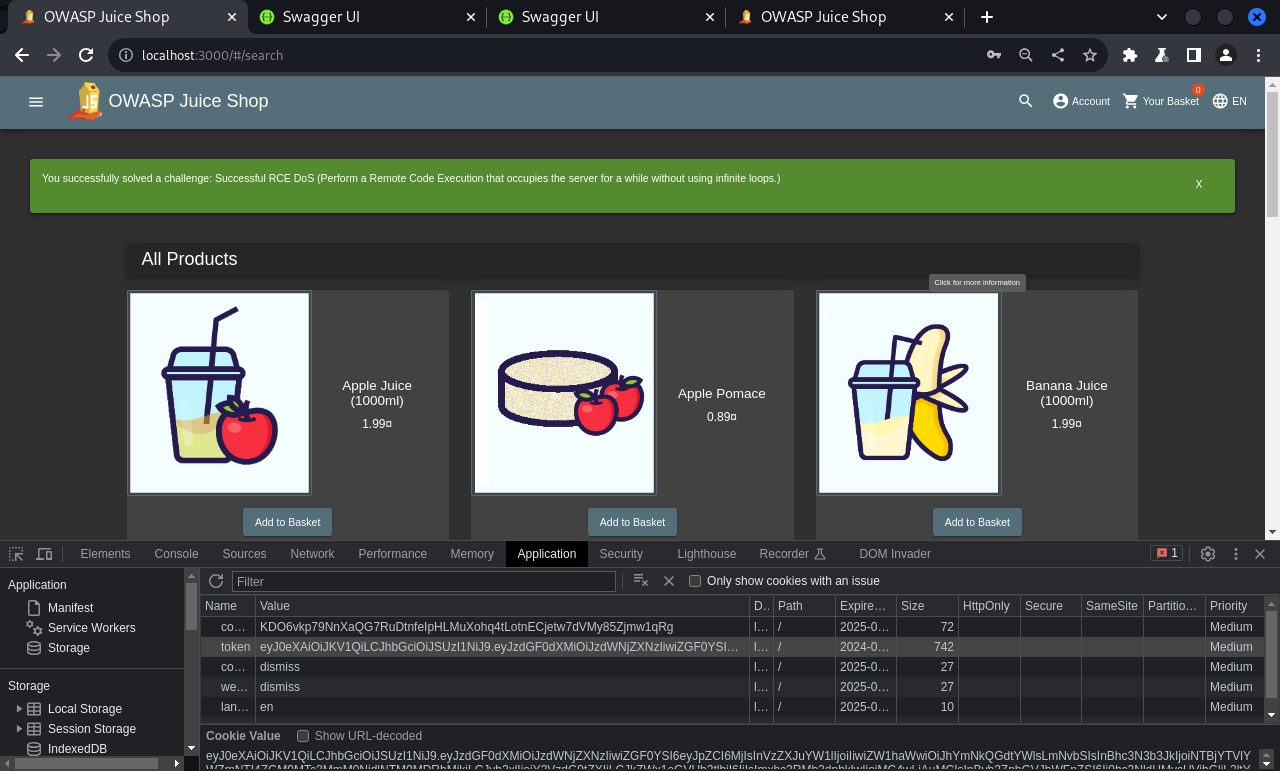 OWASP Juice Shop
Swagger UI
Swagger UI
OWASP Juice Shop
localhost:3000/#/search
JS
OWASP Juice Shop
Account
Your Basket
0
EN
You successfully solved a challenge: Successful RCE DoS (Perform a Remote Code Execution that occupies the server for a while without using infinite loops.)
X
All Products
Click for more information
Apple Juice
(1000ml)
1.99¤
Apple Pomace
0.89¤
Banana Juice
(1000ml)
1.99¤
Add to Basket
Add to Basket
Add to Basket
Elements Console Sources Network Performance Memory Application Security Lighthouse Recorder DOM Invader
1
Application
Manifest
Service Workers
Storage
Storage
Local Storage
Session Storage
IndexedDB
Filter
Only show cookies with an issue
Name Value D.. Path Expire... Size HttpOnly Secure SameSite Partitio... Priority
co... l... / 2025-0... 72 Medium
token l... / 2024-0... 742 Medium
co... dismiss l... / 2025-0... 27 Medium
we... dismiss l... / 2025-0... 27 Medium
lan... en l... / 2025-0... 10 Medium
Cookie Value Show URL-decoded